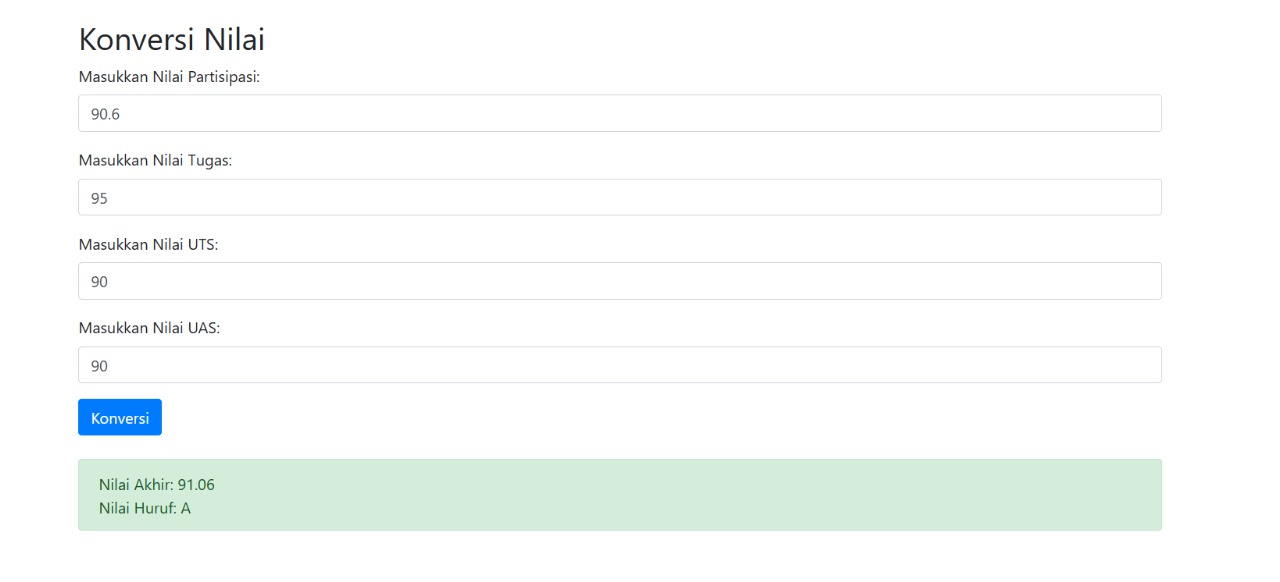 Konversi Nilai
Masukkan Nilai Partisipasi:
90.6
Masukkan Nilai Tugas:
95
Masukkan Nilai UTS:
90
Masukkan Nilai UAS:
90
Konversi
Nilai Akhir: 91.06
Nilai Huruf: A